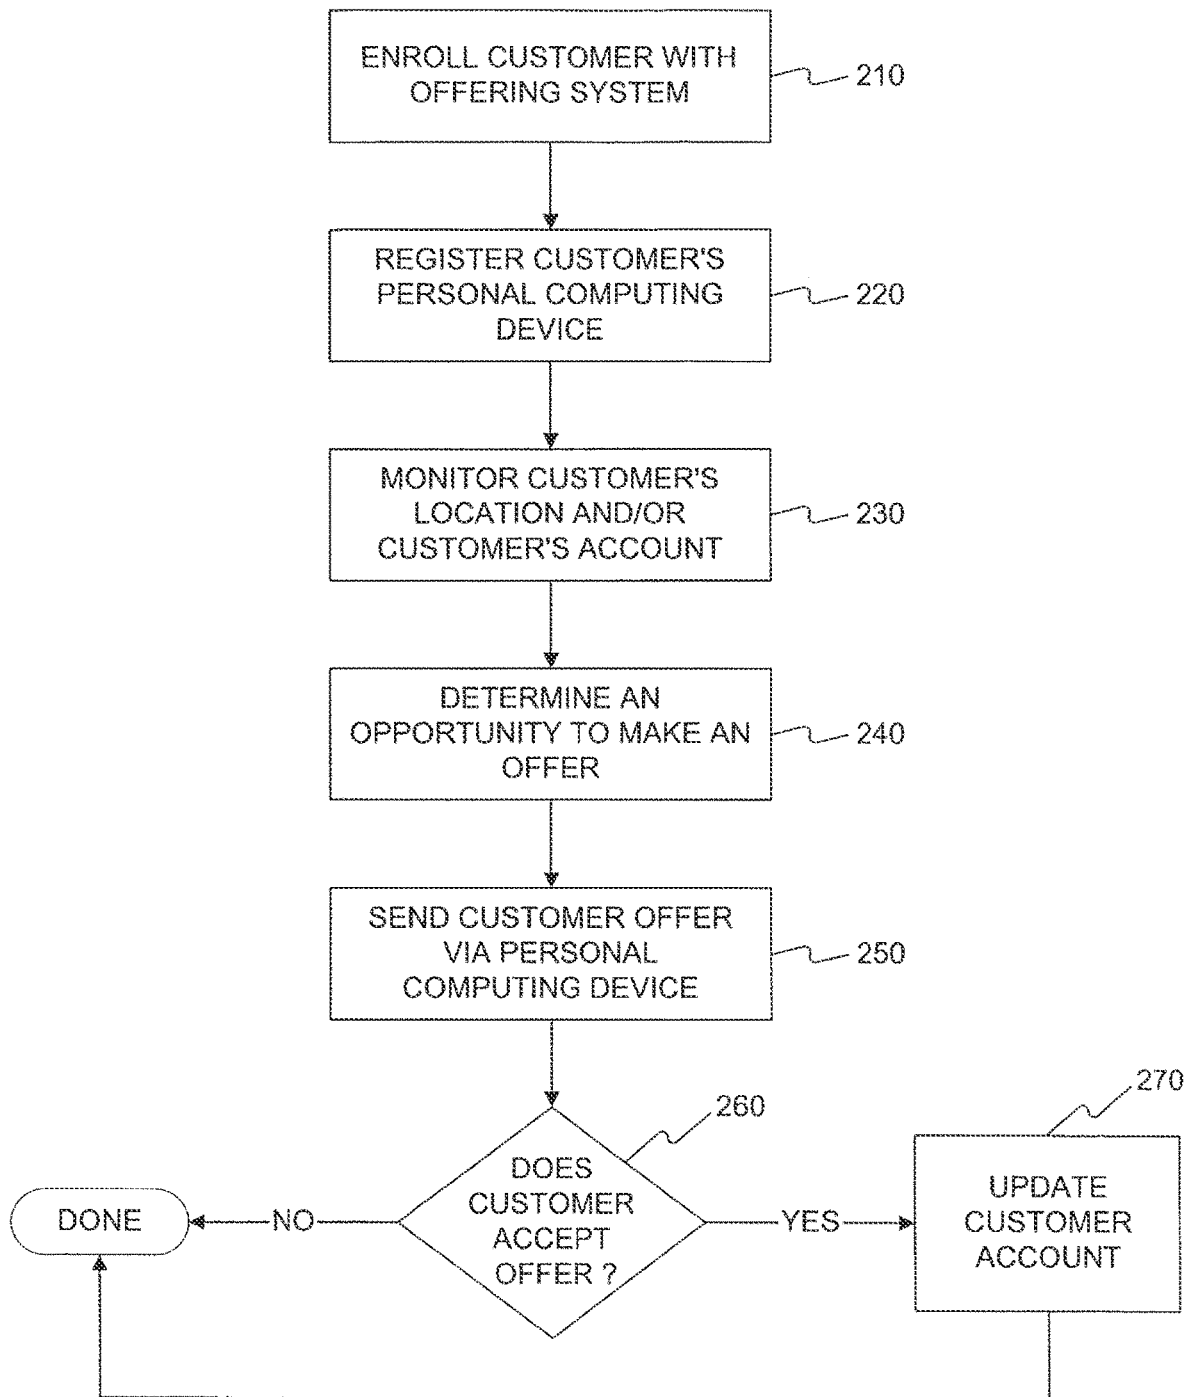 ENROLL CUSTOMER WITH
OFFERING SYSTEM
210
REGISTER CUSTOMER'S
PERSONAL COMPUTING
DEVICE
220
MONITOR CUSTOMER'S
LOCATION AND/OR
CUSTOMER'S ACCOUNT
230
DETERMINE AN
OPPORTUNITY TO MAKE AN
OFFER
240
SEND CUSTOMER OFFER
VIA PERSONAL
COMPUTING DEVICE
250
DOES
CUSTOMER
ACCEPT
OFFER ?
260
NO
DONE
YES
UPDATE
CUSTOMER
ACCOUNT
270